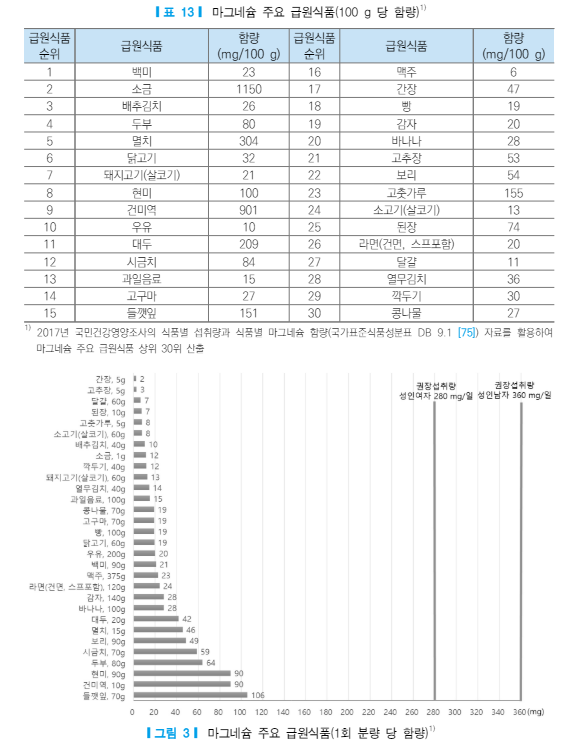 ┃표 13┃ 마그네슘 주요 급원식품(100 g 당 함량)1)
급원식품 순위 급원식품 함량 (mg/100 g) 급원식품 순위 급원식품 함량 (mg/100 g)
1 백미 23 16 맥주 6
2 소금 1150 17 간장 47
3 배추김치 26 18 빵 19
4 두부 80 19 감자 20
5 멸치 304 20 바나나 28
6 닭고기 32 21 고추장 53
7 돼지고기(살코기) 21 22 보리 54
8 현미 100 23 고춧가루 155
9 건미역 901 24 소고기(살코기) 13
10 우유 10 25 된장 74
11 대두 209 26 라면(건면, 스프포함) 20
12 시금치 84 27 달걀 11
13 과일음료 15 28 열무김치 36
14 고구마 27 29 깍두기 30
15 들깻잎 151 30 콩나물 27
1) 2017년 국민건강영양조사의 식품별 섭취량과 식품별 마그네슘 함량(국가표준식품성분표 DB 9.1 [75]) 자료를 활용하여
마그네슘 주요 급원식품 상위 30위 산출
권장섭취량 성인여자 280 mg/일
권장섭취량 성인남자 360 mg/일
간장, 5g 2
고추장, 5g 3
달걀, 60g 7
된장, 10g 7
고춧가루, 5g 8
소고기(살코기), 60g 8
배추김치, 40g 10
소금, 1g 12
깍두기, 40g 12
돼지고기(살코기), 60g 13
열무김치, 40g 14
과일음료, 100g 15
콩나물, 70g 19
고구마, 70g 19
빵, 100g 19
닭고기, 60g 19
우유, 200g 20
백미, 90g 21
맥주, 375g 23
라면(건면, 스프포함), 120g 24
감자, 140g 28
바나나, 100g 28
대두, 20g 42
멸치, 15g 46
보리, 90g 49
시금치, 70g 59
두부, 80g 64
현미, 90g 90
건미역, 10g 90
들깻잎, 70g 106
0 20 40 60 80 100 120 140 160 180 200 220 240 260 280 300 320 340 360(mg)
┃그림 3┃ 마그네슘 주요 급원식품(1회 분량 당 함량)1)